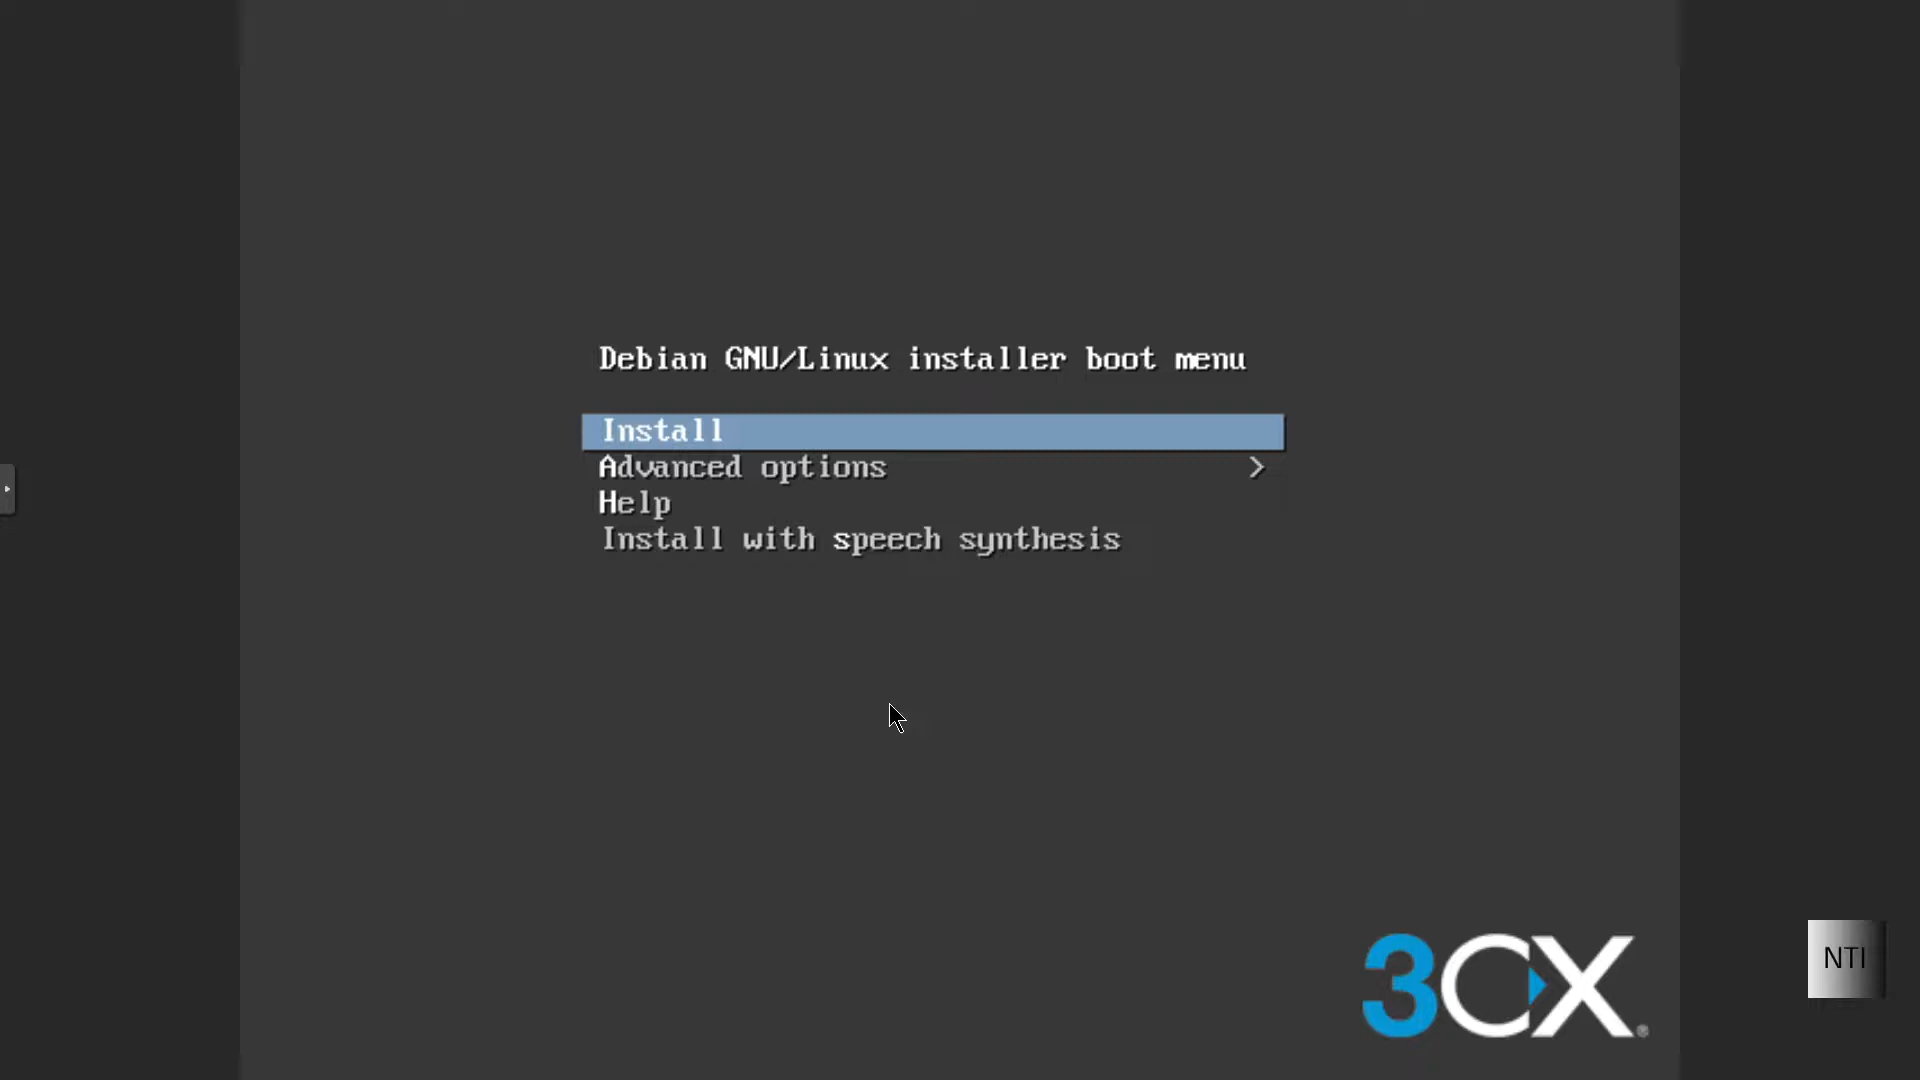 Debian GNU/Linux installer boot menu
Install
Advanced options >
Help
Install with speech synthesis
3CX®
NTI